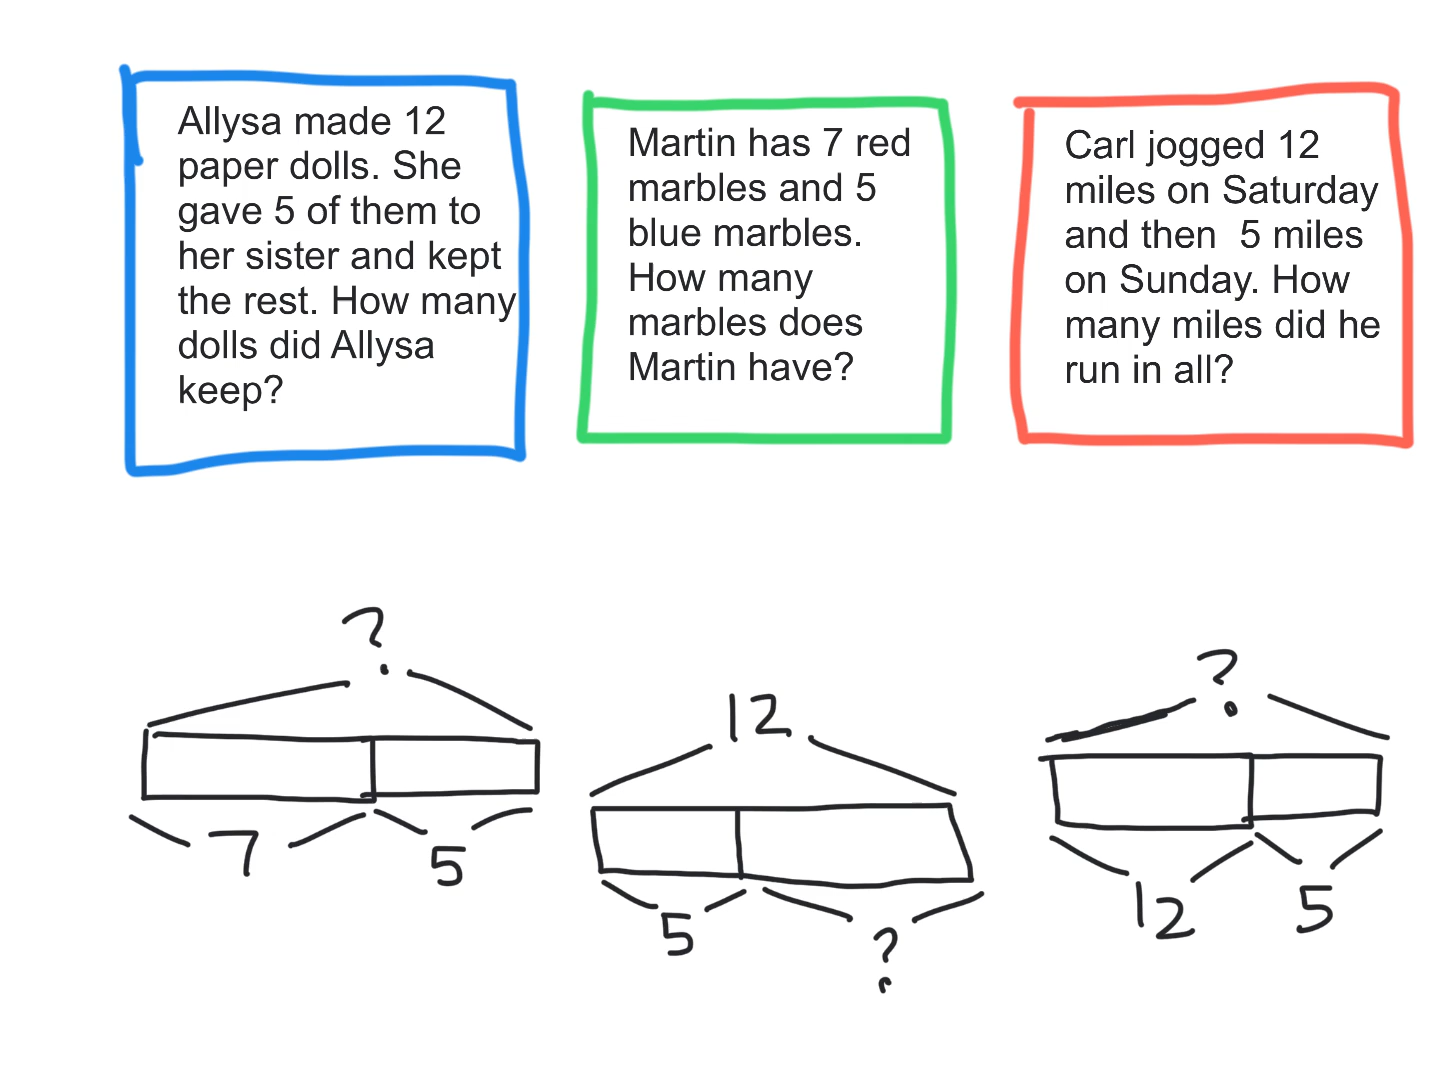 Allysa made 12
paper dolls. She
gave 5 of them to
her sister and kept
the rest. How many
dolls did Allysa
keep?
Martin has 7 red
marbles and 5
blue marbles.
How many
marbles does
Martin have?
Carl jogged 12
miles on Saturday
and then  5 miles
on Sunday. How
many miles did he
run in all?
?
7
5
12
5
?
?
12
5